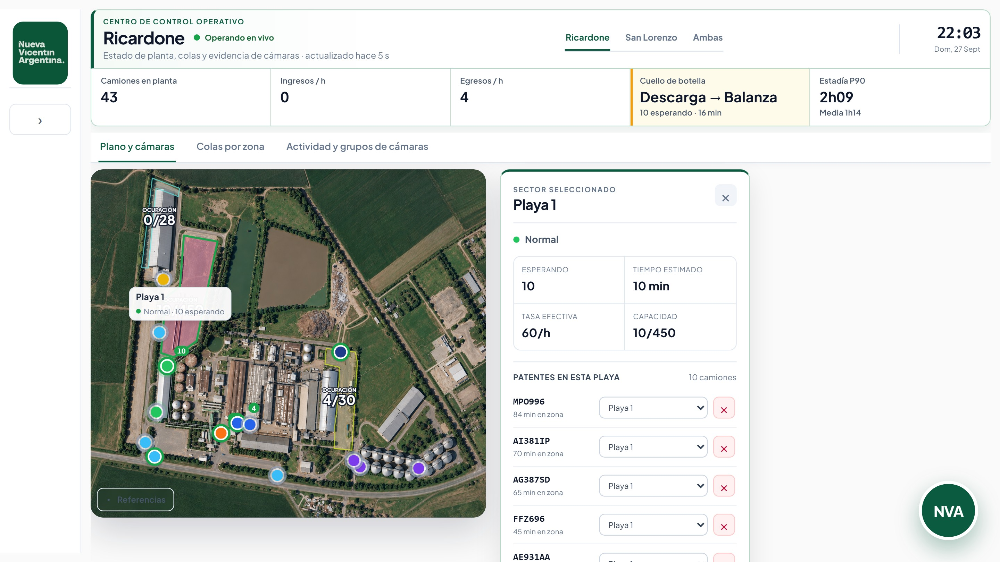 Nueva
Vicentın
Argentına.
›
CENTRO DE CONTROL OPERATIVO
Ricardone
Operando en vivo
Estado de planta, colas y evidencia de cámaras · actualizado hace 5 s
Ricardone
San Lorenzo
Ambas
22:03
Dom, 27 Sept
Camiones en planta
43
Ingresos / h
0
Egresos / h
4
Cuello de botella
Descarga → Balanza
10 esperando · 16 min
Estadía P90
2h09
Media 1h14
Plano y cámaras
Colas por zona
Actividad y grupos de cámaras
OCUPACIÓN
0/28
Playa 1
OCUPACIÓN
10/450
Normal · 10 esperando
10
OCUPACIÓN
4/30
4
Referencias
SECTOR SELECCIONADO
Playa 1
×
Normal
ESPERANDO
10
TIEMPO ESTIMADO
10 min
TASA EFECTIVA
60/h
CAPACIDAD
10/450
PATENTES EN ESTA PLAYA
10 camiones
MPO996
84 min en zona
Playa 1
×
AI381IP
70 min en zona
Playa 1
×
AG387SD
65 min en zona
Playa 1
×
FFZ696
45 min en zona
Playa 1
×
AE931AA
NVA